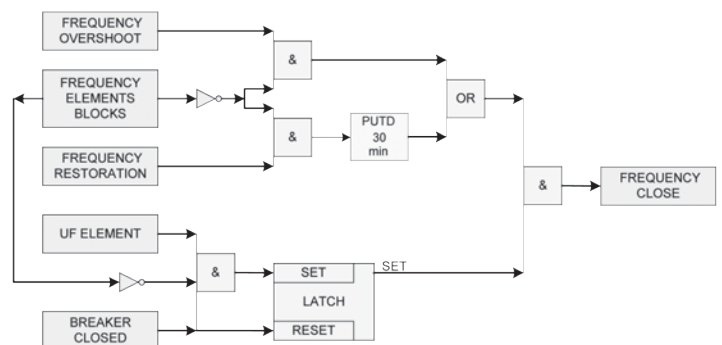 FREQUENCY
OVERSHOOT
&
FREQUENCY
ELEMENTS
BLOCKS
OR
PUTD
30
min
&
FREQUENCY
RESTORATION
&
FREQUENCY
CLOSE
UF ELEMENT
&
SET
SET
LATCH
RESET
BREAKER
CLOSED